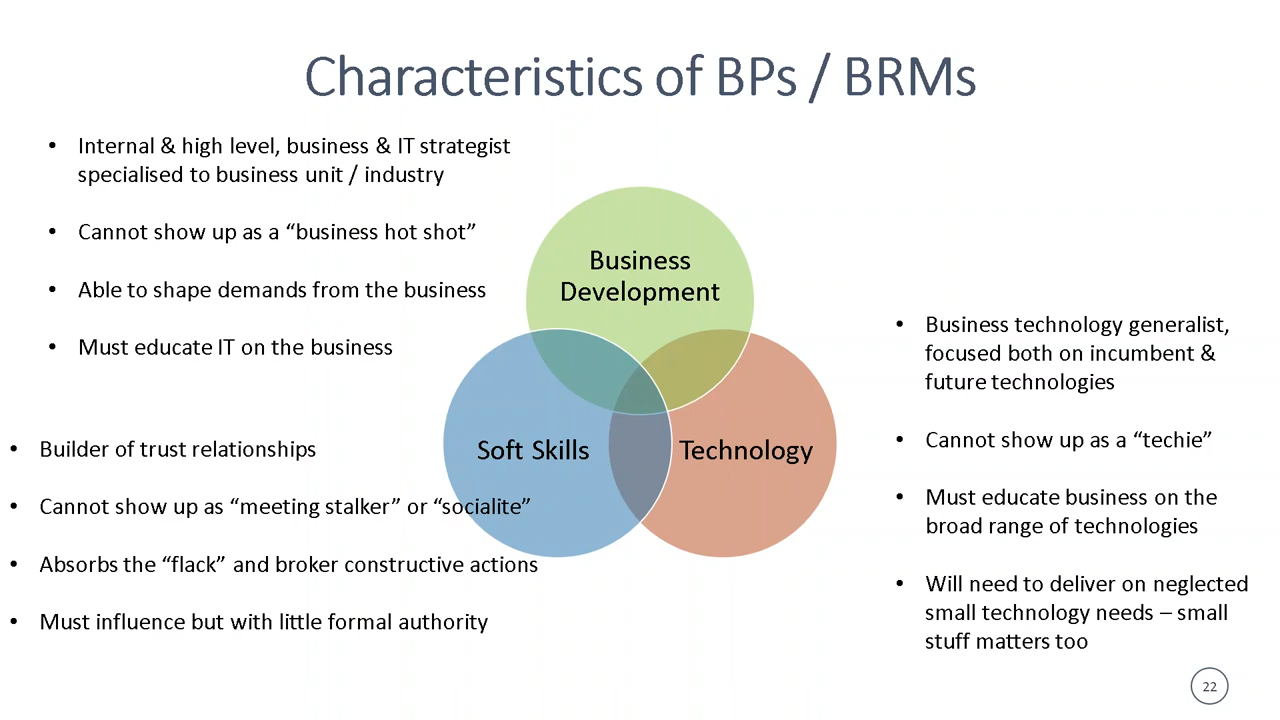 Characteristics of BPs / BRMs
• Internal & high level, business & IT strategist
specialised to business unit / industry
• Cannot show up as a “business hot shot”
• Able to shape demands from the business
• Must educate IT on the business
Business
Development
Soft Skills
Technology
• Builder of trust relationships
• Cannot show up as “meeting stalker” or “socialite”
• Absorbs the “flack” and broker constructive actions
• Must influence but with little formal authority
• Business technology generalist,
focused both on incumbent &
future technologies
• Cannot show up as a “techie”
• Must educate business on the
broad range of technologies
• Will need to deliver on neglected
small technology needs – small
stuff matters too
22